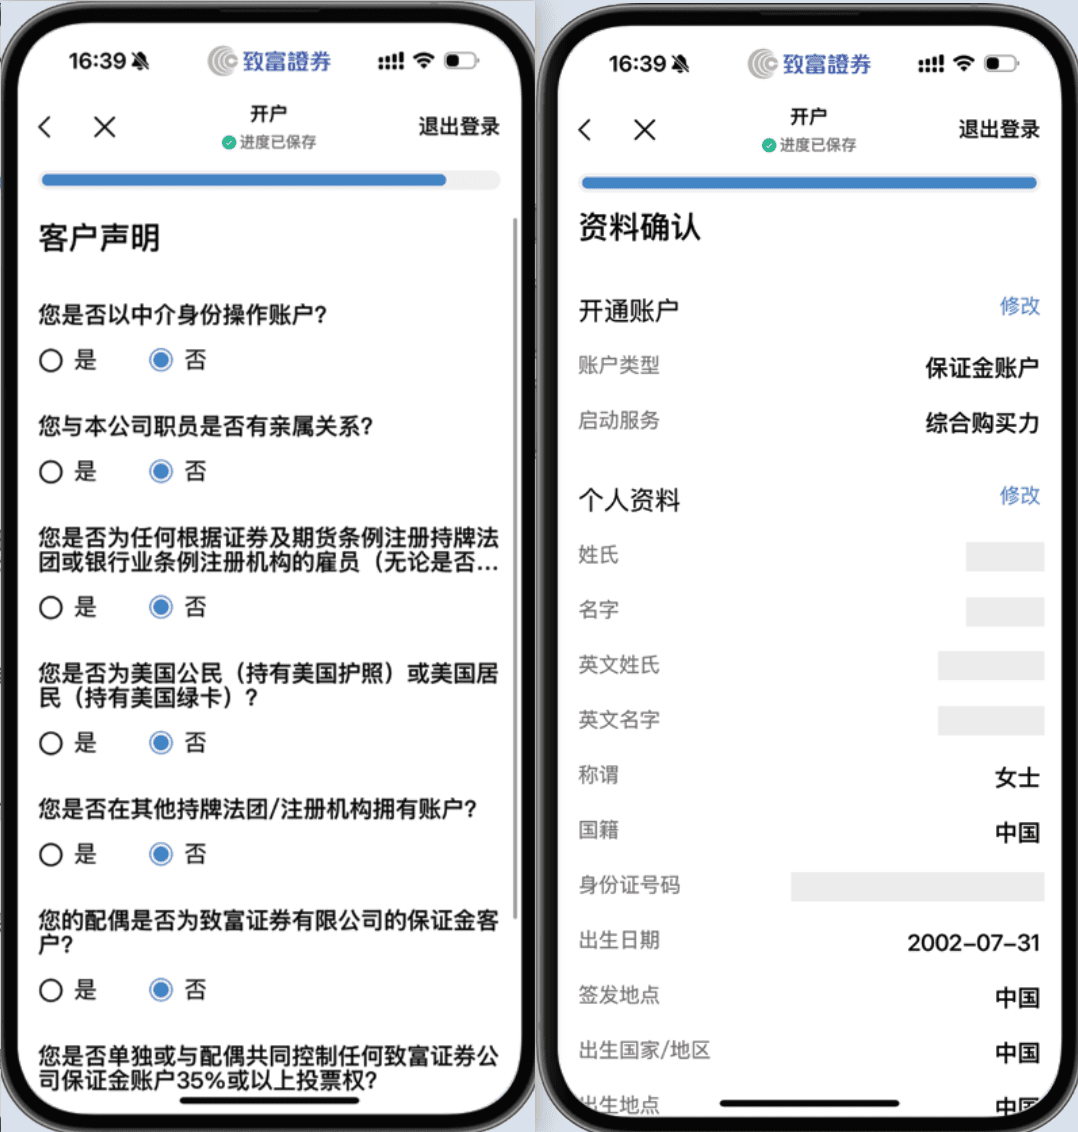 16:39
致富證券
开户
进度已保存
退出登录
客户声明
您是否以中介身份操作账户?
是 否
您与本公司职员是否有亲属关系?
是 否
您是否为任何根据证券及期货条例注册持牌法
团或银行业条例注册机构的雇员（无论是否...
是 否
您是否为美国公民（持有美国护照）或美国居
民（持有美国绿卡）?
是 否
您是否在其他持牌法团/注册机构拥有账户?
是 否
您的配偶是否为致富证券有限公司的保证金客
户?
是 否
您是否单独或与配偶共同控制任何致富证券公
司保证金账户35%或以上投票权?
16:39
致富證券
开户
进度已保存
退出登录
资料确认
开通账户 修改
账户类型 保证金账户
启动服务 综合购买力
个人资料 修改
姓氏
名字
英文姓氏
英文名字
称谓 女士
国籍 中国
身份证号码
出生日期 2002-07-31
签发地点 中国
出生国家/地区 中国
出生地点 中国